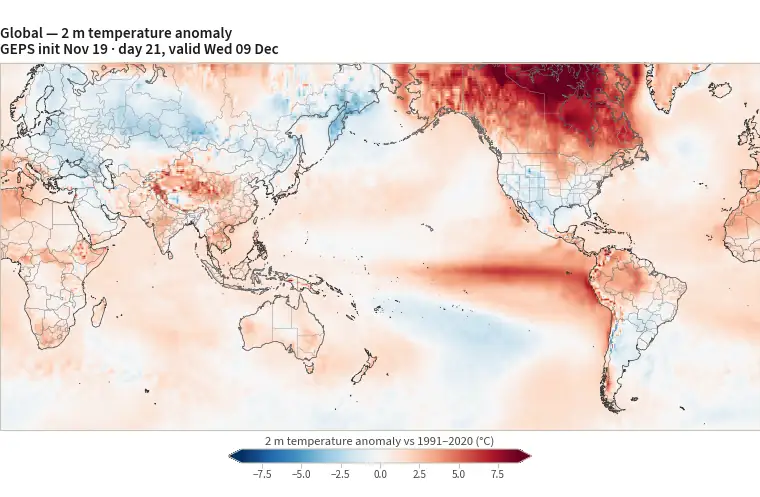 Global — 2 m temperature anomaly
GEPS init Nov 19 · day 21, valid Wed 09 Dec
2 m temperature anomaly vs 1991–2020 (°C)
−7.5 −5.0 −2.5 0.0 2.5 5.0 7.5